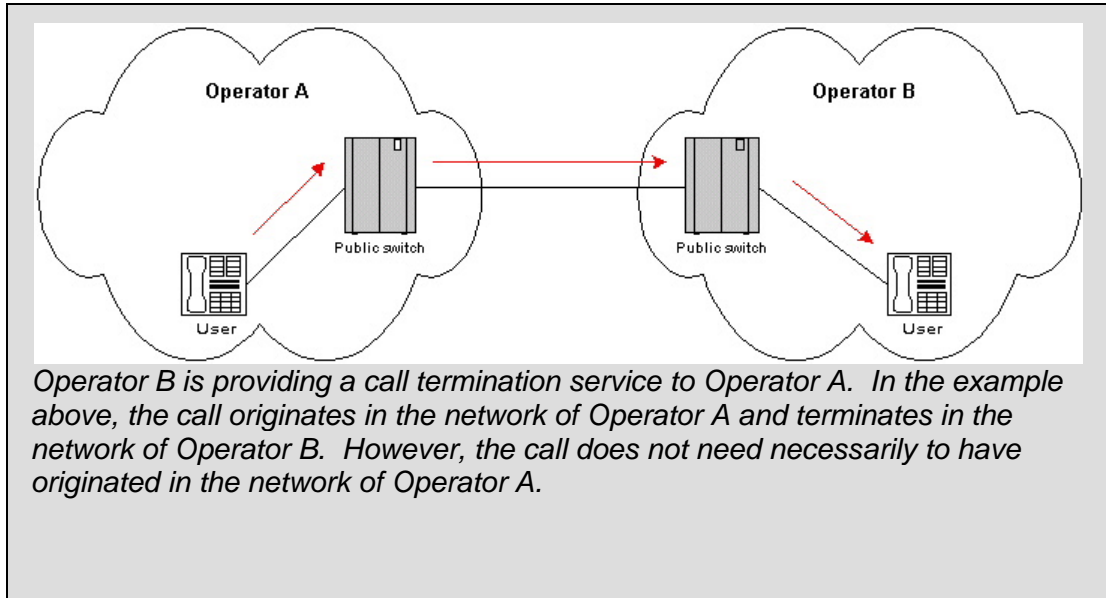 Operator A
Operator B
Public switch
Public switch
User
User
Operator B is providing a call termination service to Operator A. In the example
above, the call originates in the network of Operator A and terminates in the
network of Operator B. However, the call does not need necessarily to have
originated in the network of Operator A.